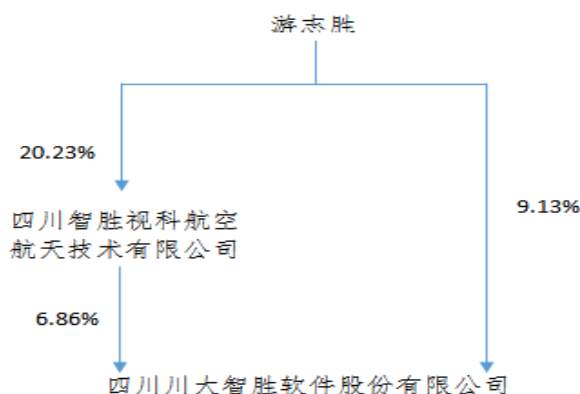 游志胜
20.23%
四川智胜视科航空
航天技术有限公司
9.13%
6.86%
四川川大智胜软件股份有限公司